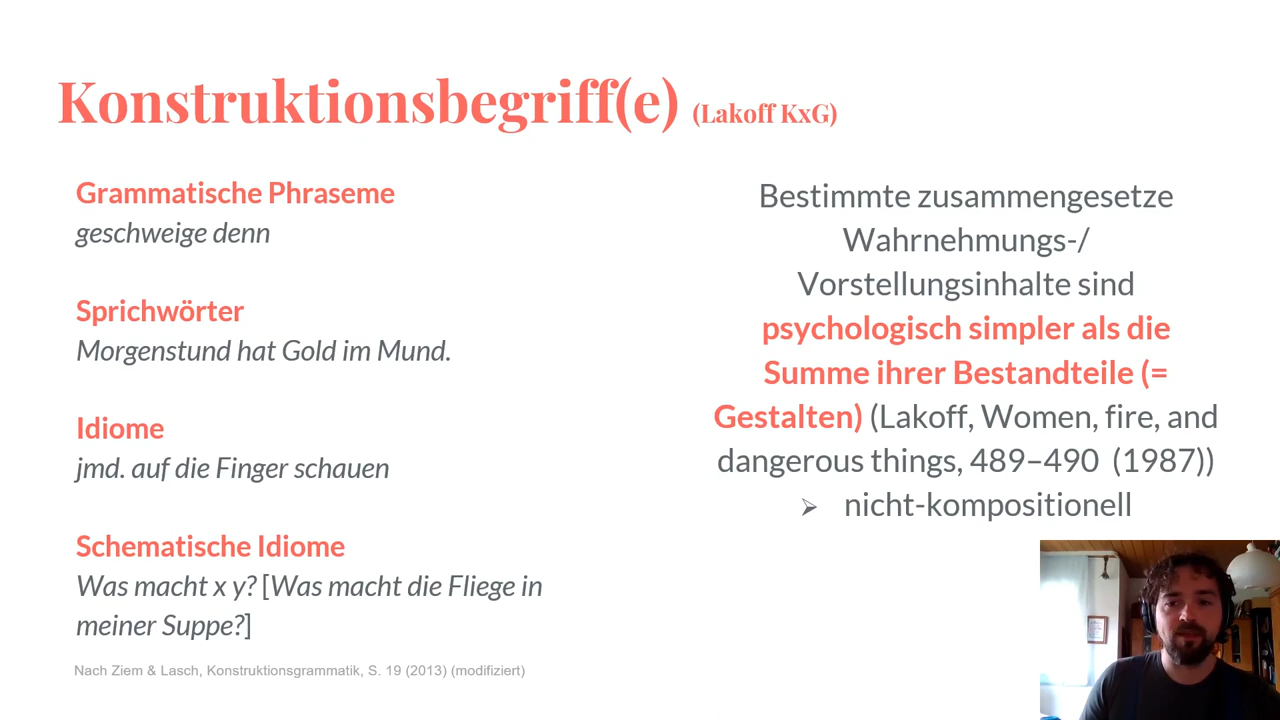 Konstruktionsbegriff(e) (Lakoff KxG)
Grammatische Phraseme
geschweige denn
Sprichwörter
Morgenstund hat Gold im Mund.
Idiome
jmd. auf die Finger schauen
Schematische Idiome
Was macht x y? [Was macht die Fliege in
meiner Suppe?]
Nach Ziem & Lasch, Konstruktionsgrammatik, S. 19 (2013) (modifiziert)
Bestimmte zusammengesetze
Wahrnehmungs-/
Vorstellungsinhalte sind
psychologisch simpler als die
Summe ihrer Bestandteile (=
Gestalten) (Lakoff, Women, fire, and
dangerous things, 489–490 (1987))
➢ nicht-kompositionell